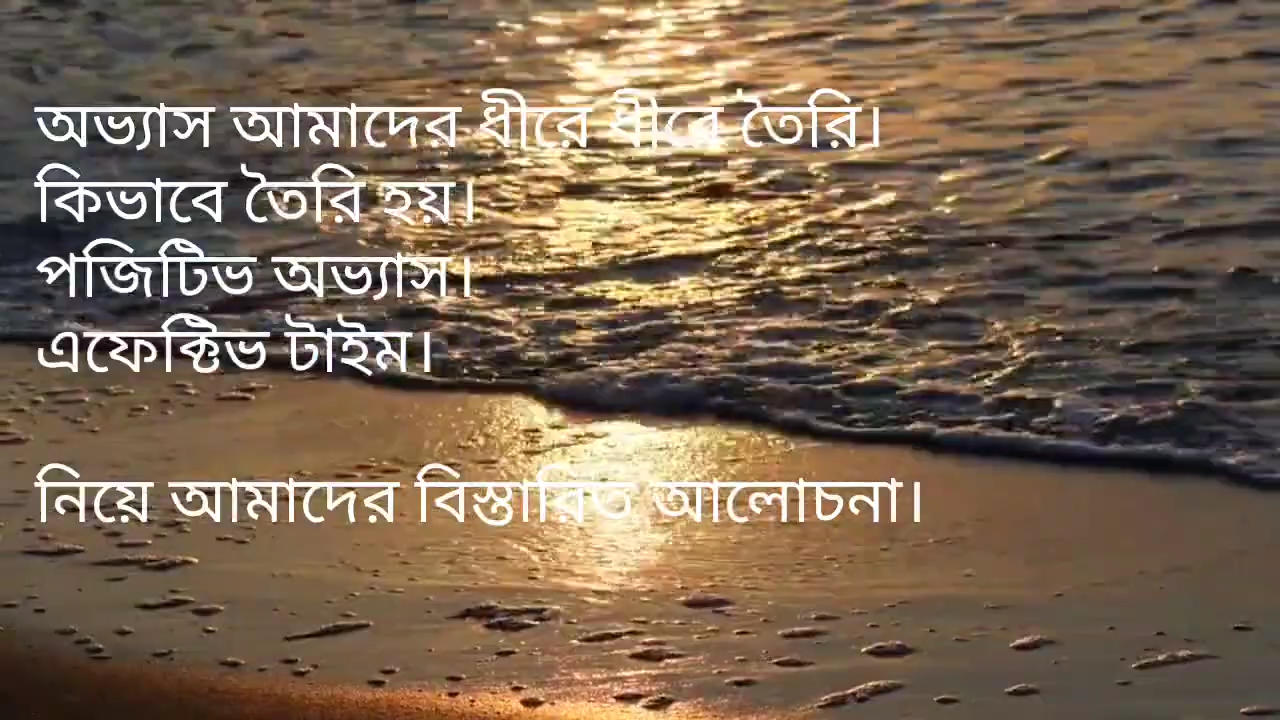 অভ্যাস আমাদের ধীরে ধীরে তৈরি।
কিভাবে তৈরি হয়।
পজিটিভ অভ্যাস।
এফেক্টিভ টাইম।
নিয়ে আমাদের বিস্তারিত আলোচনা।